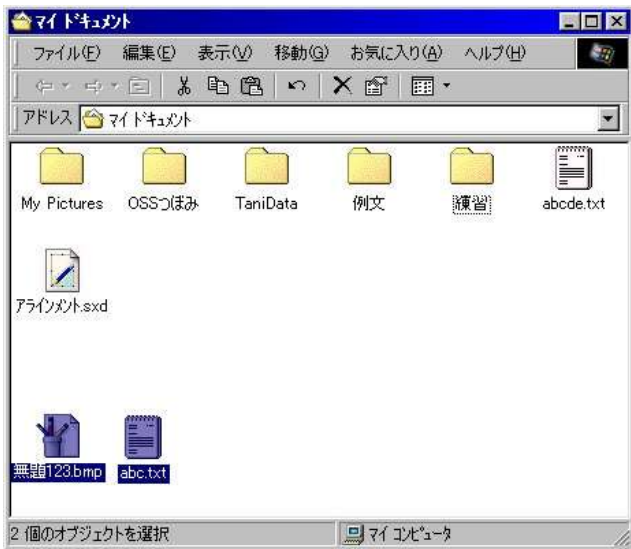 マイ ドキュメント
ファイル(F) 編集(E) 表示(V) 移動(G) お気に入り(A) ヘルプ(H)
アドレス マイ ドキュメント
My Pictures OSSつぼみ TaniData 例文 練習 abcde.txt
アラインメント.sxd
無題123.bmp abc.txt
2 個のオブジェクトを選択 マイ コンピュータ